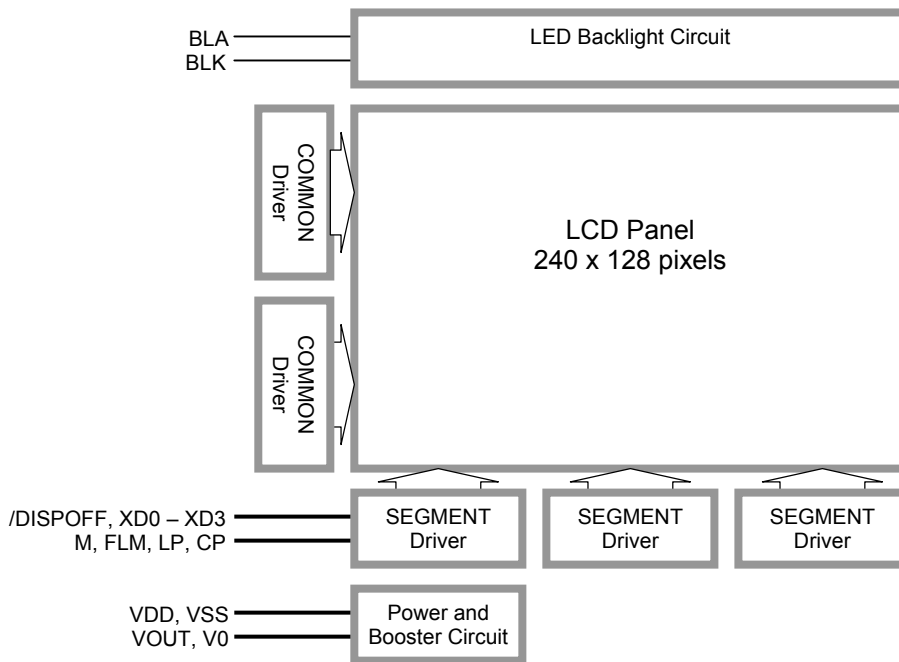 BLA
BLK
LED Backlight Circuit
COMMON
Driver
LCD Panel
240 x 128 pixels
COMMON
Driver
/DISPOFF, XD0 – XD3
M, FLM, LP, CP
SEGMENT
Driver
SEGMENT
Driver
SEGMENT
Driver
VDD, VSS
VOUT, V0
Power and
Booster Circuit